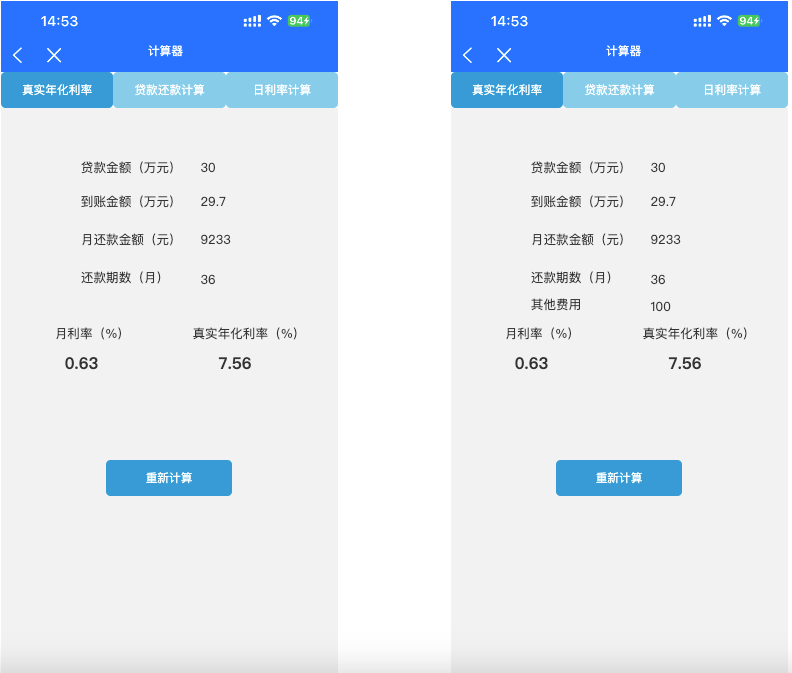 14:53
94
计算器
真实年化利率 贷款还款计算 日利率计算
贷款金额（万元） 30
到账金额（万元） 29.7
月还款金额（元） 9233
还款期数（月） 36
月利率（%） 真实年化利率（%）
0.63 7.56
重新计算
14:53
94
计算器
真实年化利率 贷款还款计算 日利率计算
贷款金额（万元） 30
到账金额（万元） 29.7
月还款金额（元） 9233
还款期数（月） 36
其他费用 100
月利率（%） 真实年化利率（%）
0.63 7.56
重新计算